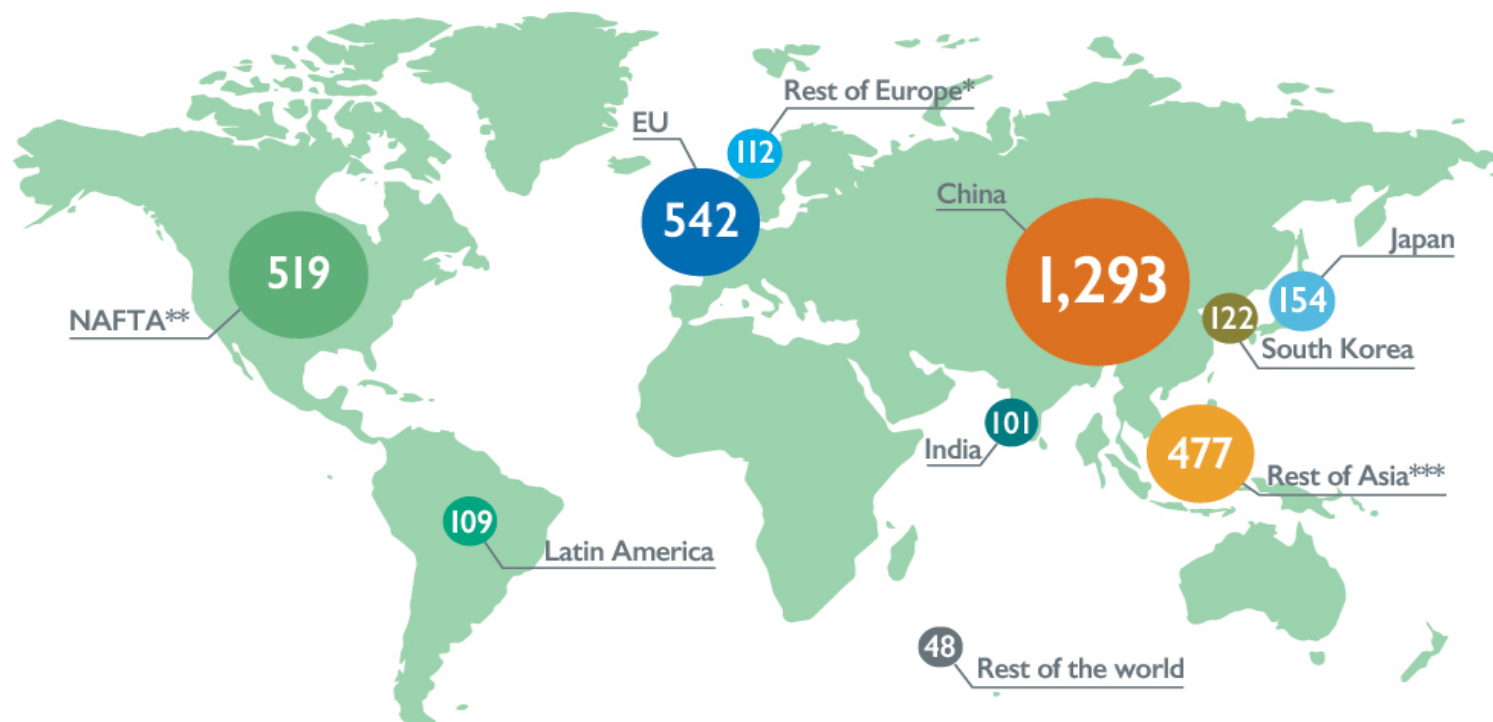 Rest of Europe*
EU
112
542
China
1,293
519
NAFTA**
Japan
154
122
South Korea
101
India
477
Rest of Asia***
109
Latin America
48
Rest of the world